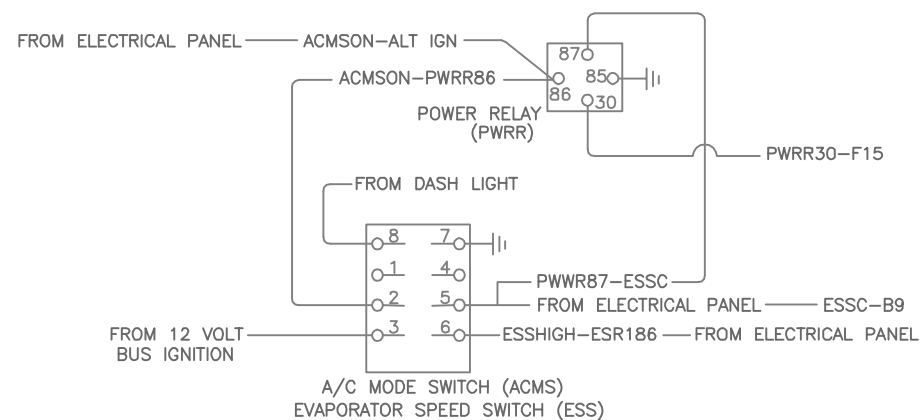 FROM ELECTRICAL PANEL
ACMSON-ALT IGN
87
85
86
30
ACMSON-PWRR86
POWER RELAY
(PWRR)
PWRR30-F15
FROM DASH LIGHT
8
7
1
4
PWWR87-ESSC
2
5
FROM ELECTRICAL PANEL
ESSC-B9
FROM 12 VOLT
BUS IGNITION
3
6
ESSHIGH-ESR186
FROM ELECTRICAL PANEL
A/C MODE SWITCH (ACMS)
EVAPORATOR SPEED SWITCH (ESS)